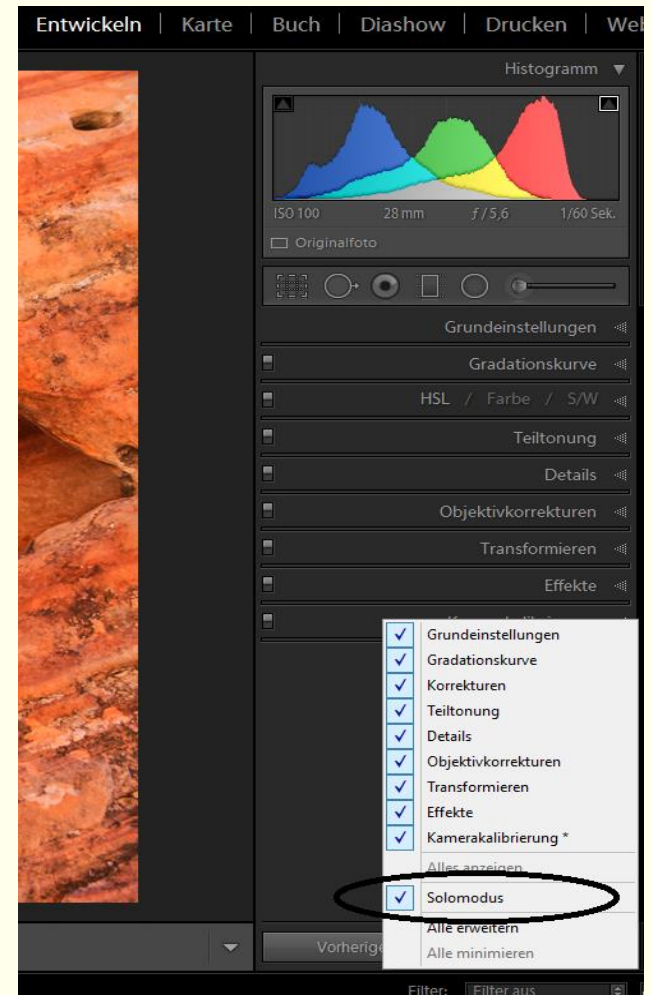 Entwickeln | Karte | Buch | Diashow | Drucken | Web
Histogramm
ISO 100 28 mm ƒ / 5,6 1/60 Sek.
Originalfoto
Grundeinstellungen
Gradationskurve
HSL / Farbe / S/W
Teiltonung
Details
Objektivkorrekturen
Transformieren
Effekte
Grundeinstellungen
Gradationskurve
Korrekturen
Teiltonung
Details
Objektivkorrekturen
Transformieren
Effekte
Kamerakalibrierung *
Alles anzeigen
Solomodus
Alle erweitern
Alle minimieren
Vorherige
Filter: Filter aus